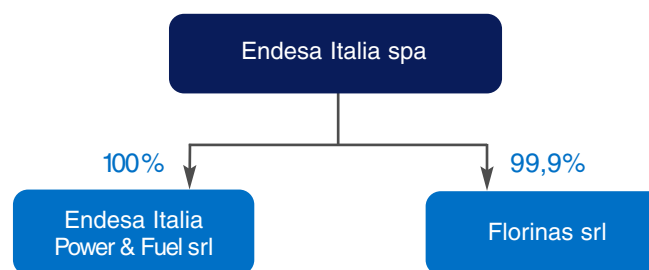 Endesa Italia spa
100%
99,9%
Endesa Italia
Power & Fuel srl
Florinas srl